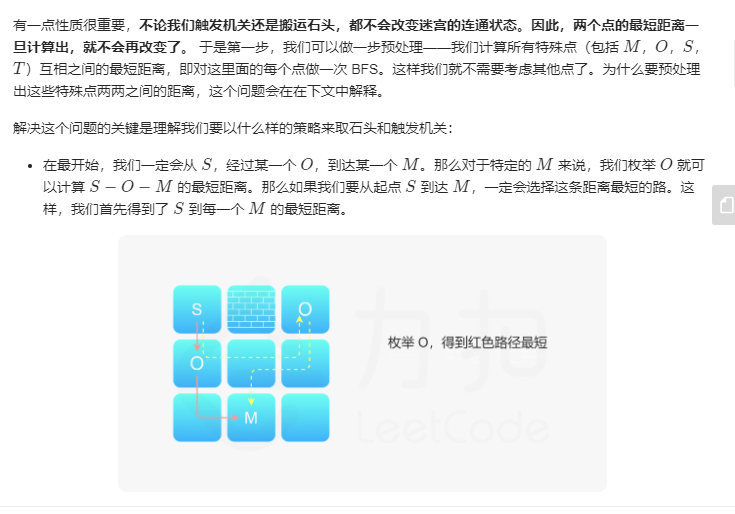 有一点性质很重要，不论我们触发机关还是搬运石头，都不会改变迷宫的连通状态。因此，两个点的最短距离一
旦计算出，就不会再改变了。 于是第一步，我们可以做一步预处理——我们计算所有特殊点（包括 M，O，S，
T）互相之间的最短距离，即对这里面的每个点做一次 BFS。这样我们就不需要考虑其他点了。为什么要预处理
出这些特殊点两两之间的距离，这个问题会在在下文中解释。
解决这个问题的关键是理解我们要以什么样的策略来取石头和触发机关：
• 在最开始，我们一定会从 S，经过某一个 O，到达某一个 M。那么对于特定的 M 来说，我们枚举 O 就可
以计算 S − O − M 的最短距离。那么如果我们要从起点 S 到达 M，一定会选择这条距离最短的路。这
样，我们首先得到了 S 到每一个 M 的最短距离。
S O
O
M
枚举 O，得到红色路径最短
力扣
LeetCode